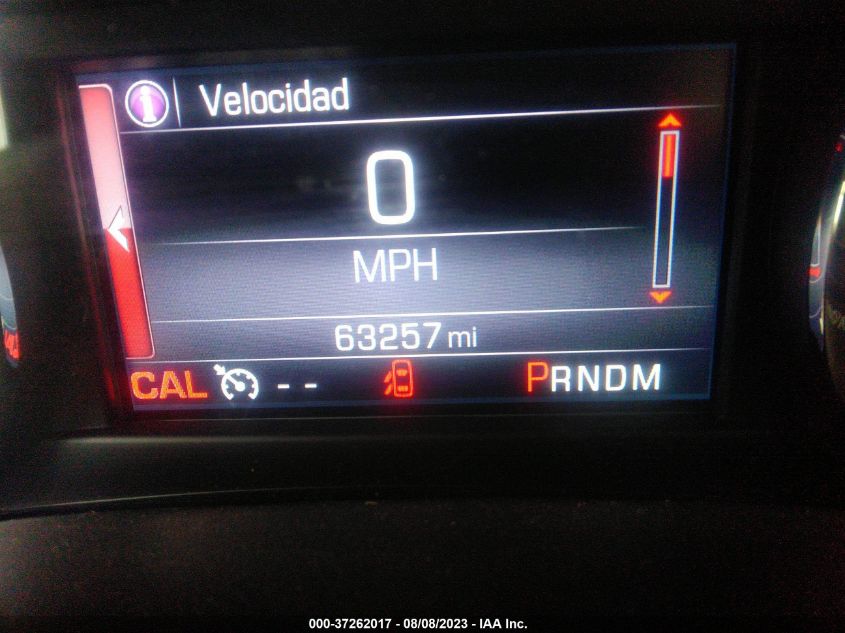 i Velocidad
0
MPH
63257 mi
CAL -- PRNDM
000-37262017 - 08/08/2023 - IAA Inc.